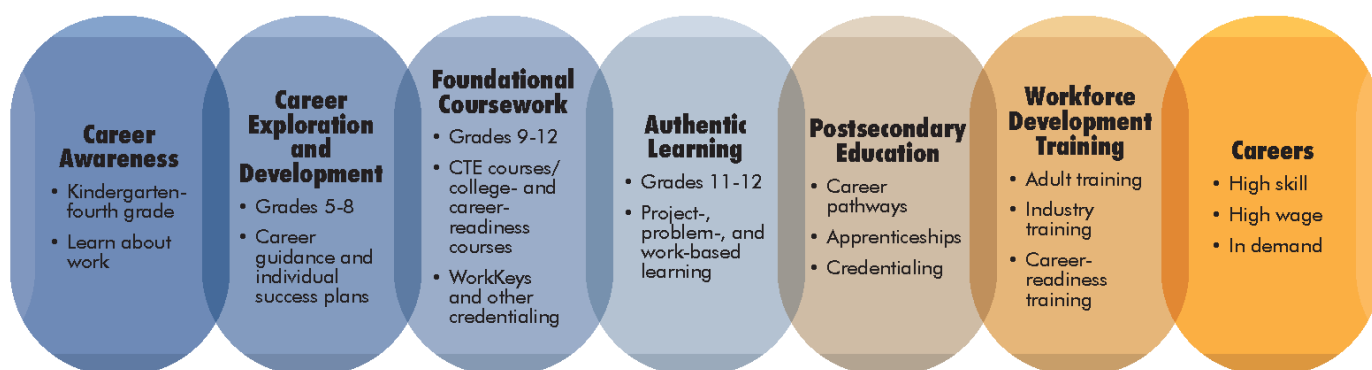 Career
Awareness
• Kindergarten-
fourth grade
• Learn about
work
Career
Exploration
and
Development
• Grades 5-8
• Career
guidance and
individual
success plans
Foundational
Coursework
• Grades 9-12
• CTE courses/
college- and
career-
readiness
courses
• WorkKeys
and other
credentialing
Authentic
Learning
• Grades 11-12
• Project-,
problem-, and
work-based
learning
Postsecondary
Education
• Career
pathways
• Apprenticeships
• Credentialing
Workforce
Development
Training
• Adult training
• Industry
training
• Career-
readiness
training
Careers
• High skill
• High wage
• In demand